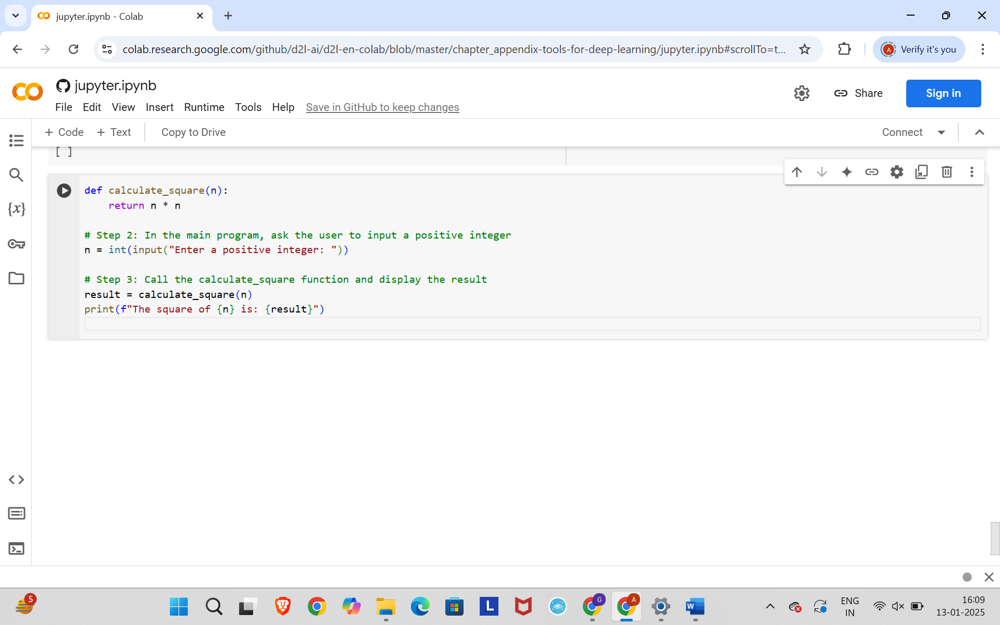 jupyter.ipynb - Colab
colab.research.google.com/github/d2l-ai/d2l-en-colab/blob/master/chapter_appendix-tools-for-deep-learning/jupyter.ipynb#scrollTo=t...
A
Verify it's you
jupyter.ipynb
Share
Sign in
File Edit View Insert Runtime Tools Help Save in GitHub to keep changes
+ Code + Text Copy to Drive
Connect
[ ]
{x}
def calculate_square(n):
    return n * n
# Step 2: In the main program, ask the user to input a positive integer
n = int(input("Enter a positive integer: "))
# Step 3: Call the calculate_square function and display the result
result = calculate_square(n)
print(f"The square of {n} is: {result}")
5
L
G
A
W
ENG
IN
16:09
13-01-2025